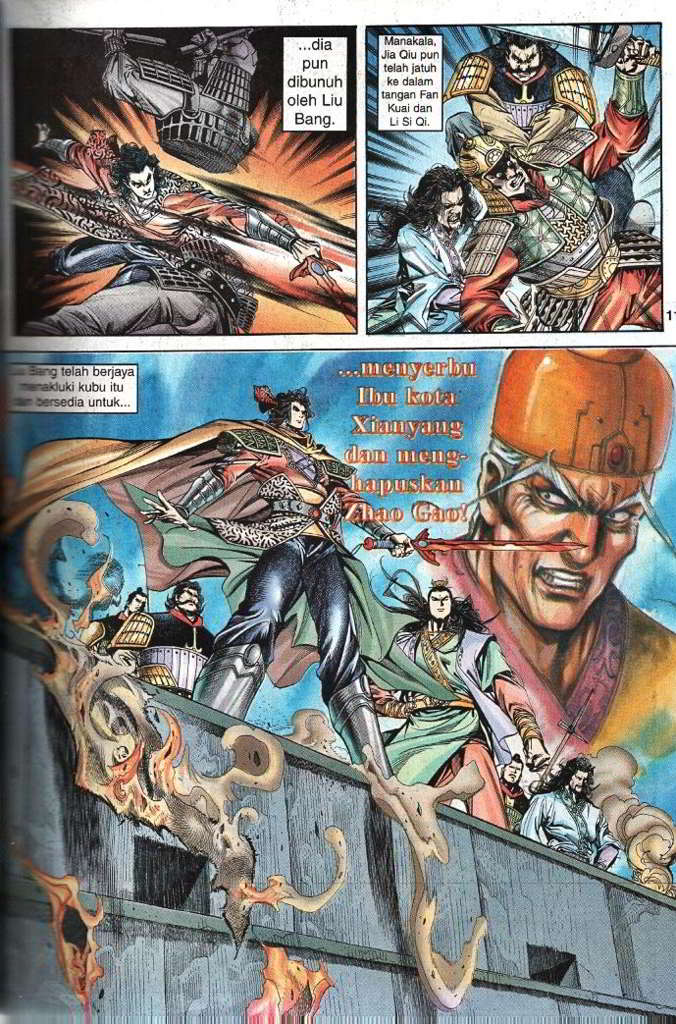 ...dia
pun
dibunuh
oleh Liu
Bang.
Manakala,
Jia Qiu pun
telah jatuh
ke dalam
tangan Fan
Kuai dan
Li Si Qi.
Bang telah berjaya
menakluki kubu itu
dan bersedia untuk...
...menyerbu
Ibu kota
Xianyang
dan meng-
hapuskan
Zhao Gao!